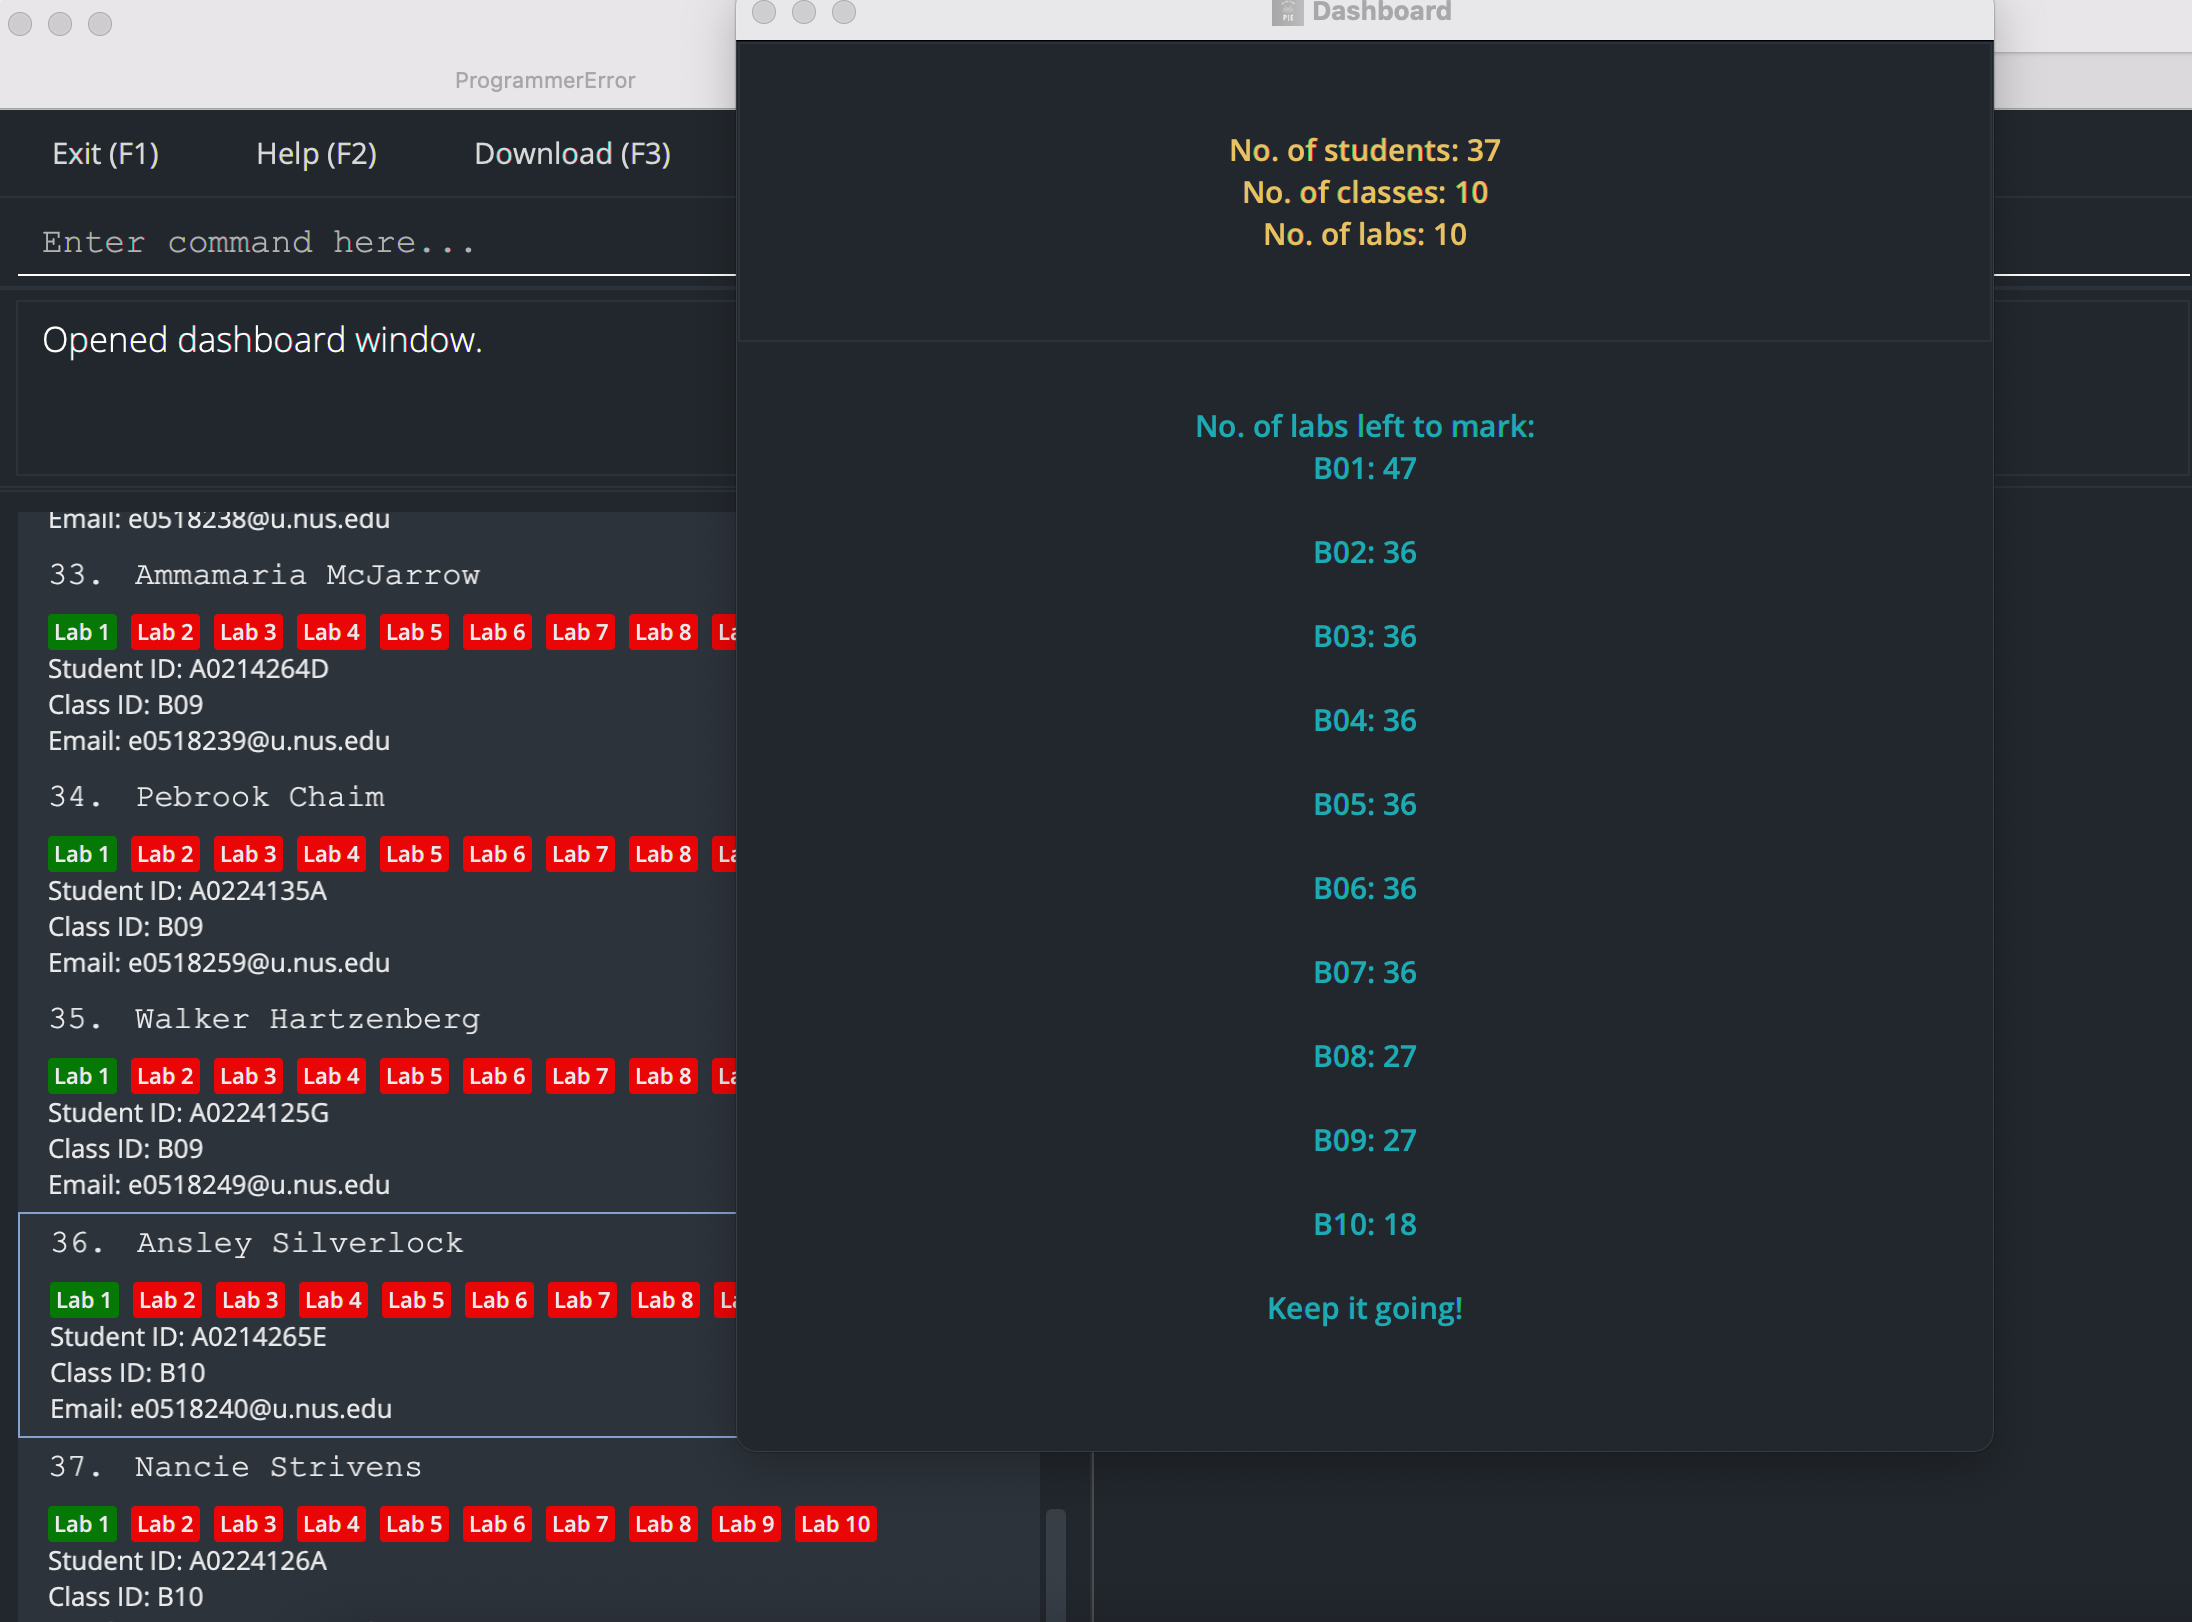 ProgrammerError
Exit (F1) Help (F2) Download (F3)
Enter command here...
Opened dashboard window.
Email: e0518238@u.nus.edu
33. Ammamaria McJarrow
Lab 1 Lab 2 Lab 3 Lab 4 Lab 5 Lab 6 Lab 7 Lab 8
Student ID: A0214264D
Class ID: B09
Email: e0518239@u.nus.edu
34. Pebrook Chaim
Lab 1 Lab 2 Lab 3 Lab 4 Lab 5 Lab 6 Lab 7 Lab 8
Student ID: A0224135A
Class ID: B09
Email: e0518259@u.nus.edu
35. Walker Hartzenberg
Lab 1 Lab 2 Lab 3 Lab 4 Lab 5 Lab 6 Lab 7 Lab 8
Student ID: A0224125G
Class ID: B09
Email: e0518249@u.nus.edu
36. Ansley Silverlock
Lab 1 Lab 2 Lab 3 Lab 4 Lab 5 Lab 6 Lab 7 Lab 8
Student ID: A0214265E
Class ID: B10
Email: e0518240@u.nus.edu
37. Nancie Strivens
Lab 1 Lab 2 Lab 3 Lab 4 Lab 5 Lab 6 Lab 7 Lab 8 Lab 9 Lab 10
Student ID: A0224126A
Class ID: B10
PIE Dashboard
No. of students: 37
No. of classes: 10
No. of labs: 10
No. of labs left to mark:
B01: 47
B02: 36
B03: 36
B04: 36
B05: 36
B06: 36
B07: 36
B08: 27
B09: 27
B10: 18
Keep it going!